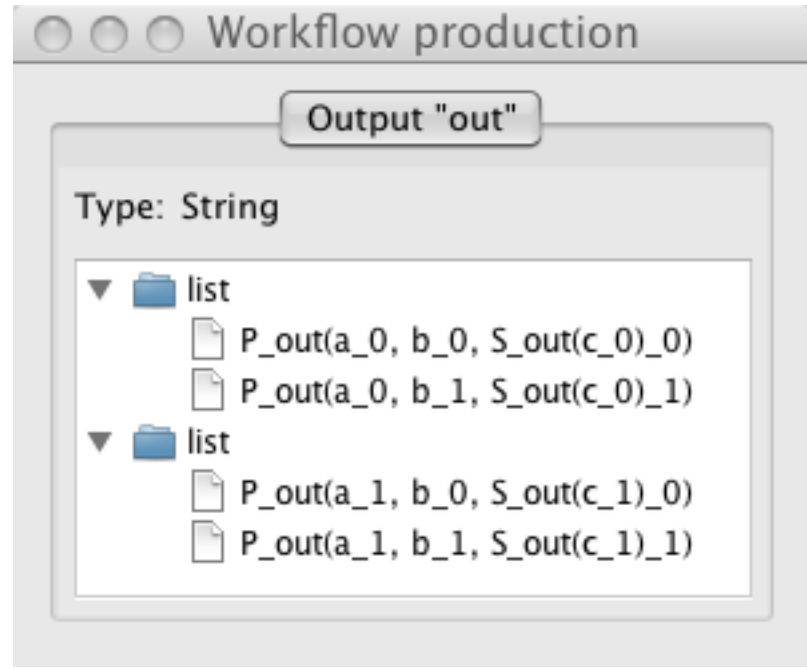 Workflow production
Output "out"
Type: String
list
P_out(a_0, b_0, S_out(c_0)_0)
P_out(a_0, b_1, S_out(c_0)_1)
list
P_out(a_1, b_0, S_out(c_1)_0)
P_out(a_1, b_1, S_out(c_1)_1)